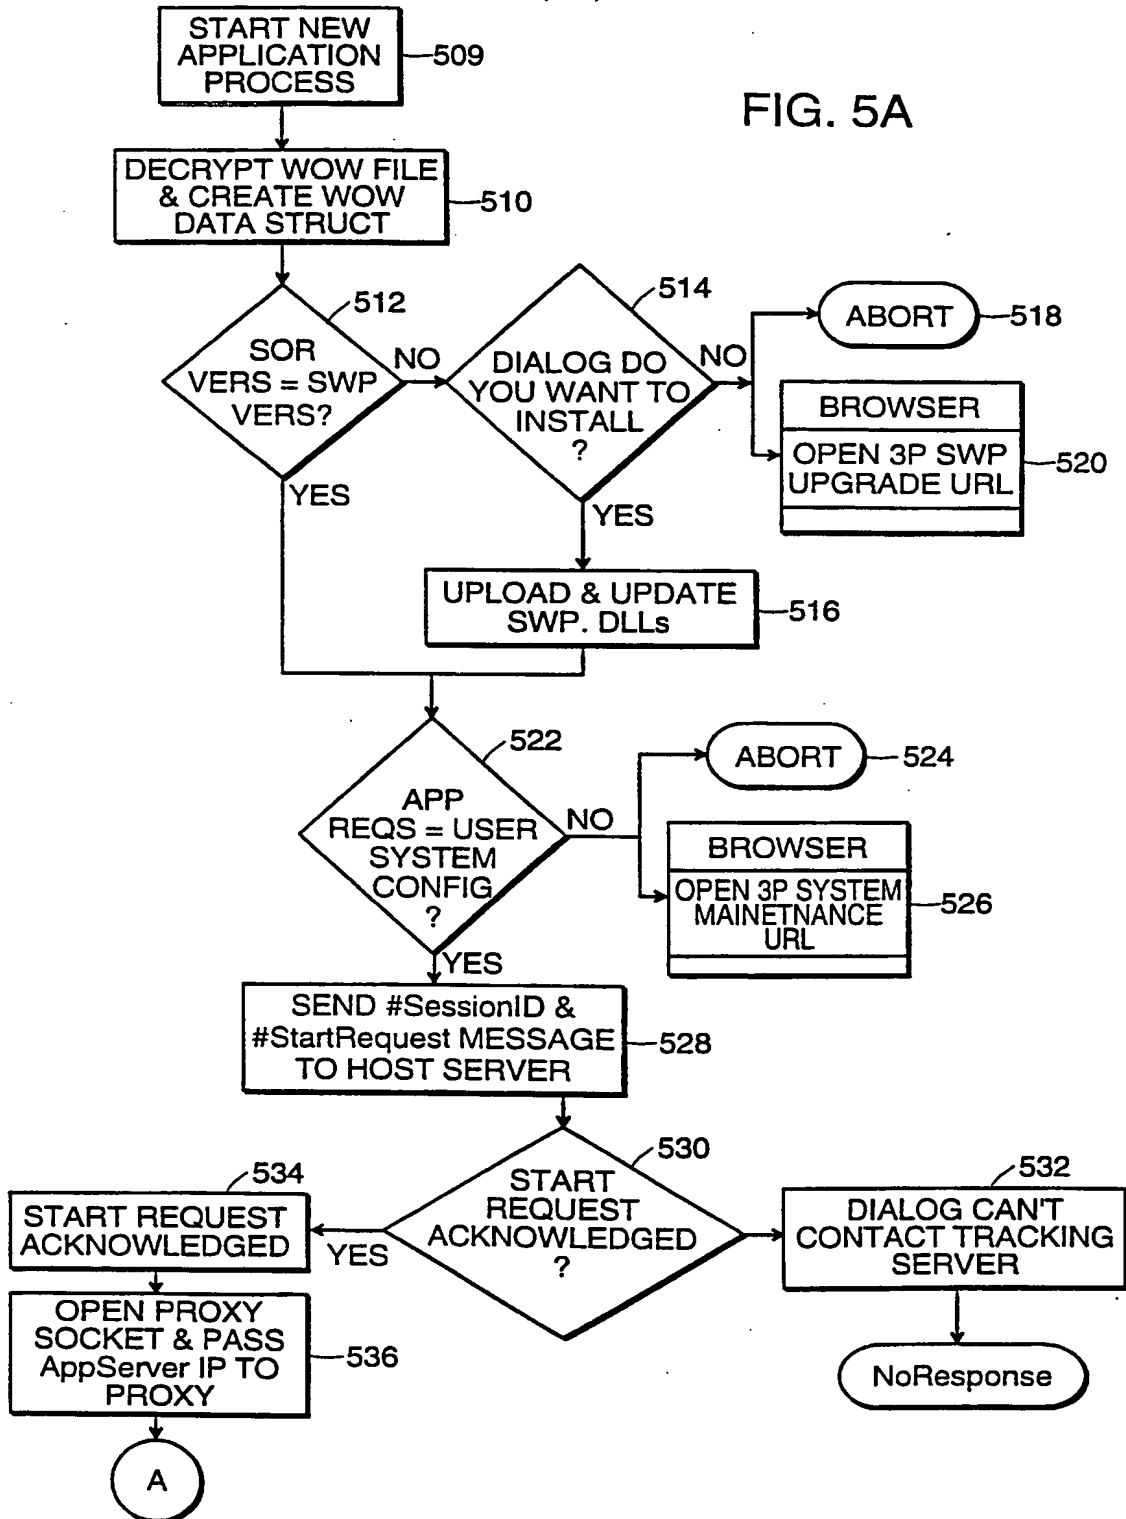 START NEW
APPLICATION
PROCESS
509
FIG. 5A
DECRYPT WOW FILE
& CREATE WOW
DATA STRUCT
510
512
SOR
VERS = SWP
VERS?
NO
YES
514
DIALOG DO
YOU WANT TO
INSTALL
?
NO
YES
ABORT
518
BROWSER
OPEN 3P SWP
UPGRADE URL
520
UPLOAD & UPDATE
SWP. DLLs
516
522
APP
REQS = USER
SYSTEM
CONFIG
?
NO
YES
ABORT
524
BROWSER
OPEN 3P SYSTEM
MAINETNANCE
URL
526
SEND #SessionID &
#StartRequest MESSAGE
TO HOST SERVER
528
530
START
REQUEST
ACKNOWLEDGED
?
YES
532
DIALOG CAN'T
CONTACT TRACKING
SERVER
NoResponse
534
START REQUEST
ACKNOWLEDGED
OPEN PROXY
SOCKET & PASS
AppServer IP TO
PROXY
536
A